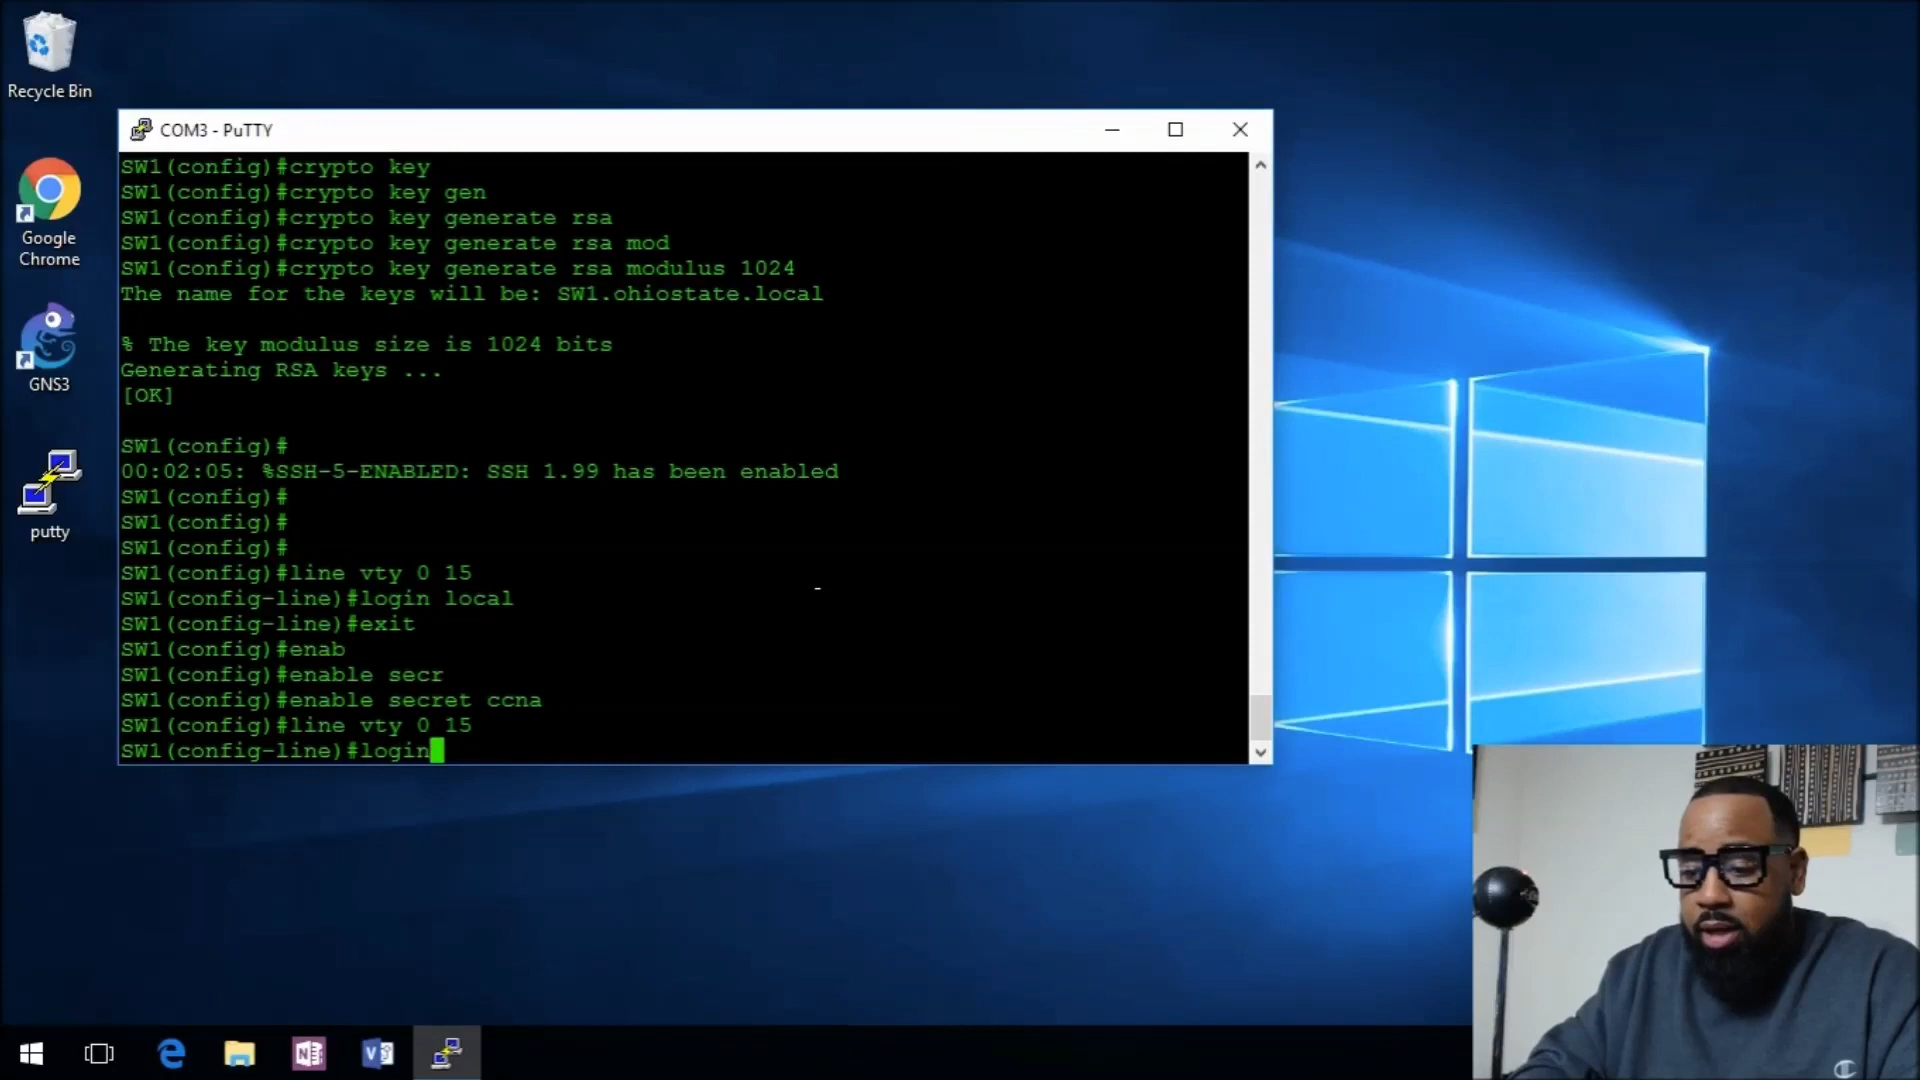 Recycle Bin
Google
Chrome
GNS3
putty
COM3 - PuTTY
SW1(config)#crypto key
SW1(config)#crypto key gen
SW1(config)#crypto key generate rsa
SW1(config)#crypto key generate rsa mod
SW1(config)#crypto key generate rsa modulus 1024
The name for the keys will be: SW1.ohiostate.local
% The key modulus size is 1024 bits
Generating RSA keys ...
[OK]
SW1(config)#
00:02:05: %SSH-5-ENABLED: SSH 1.99 has been enabled
SW1(config)#
SW1(config)#
SW1(config)#
SW1(config)#line vty 0 15
SW1(config-line)#login local
SW1(config-line)#exit
SW1(config)#enab
SW1(config)#enable secr
SW1(config)#enable secret ccna
SW1(config)#line vty 0 15
SW1(config-line)#login